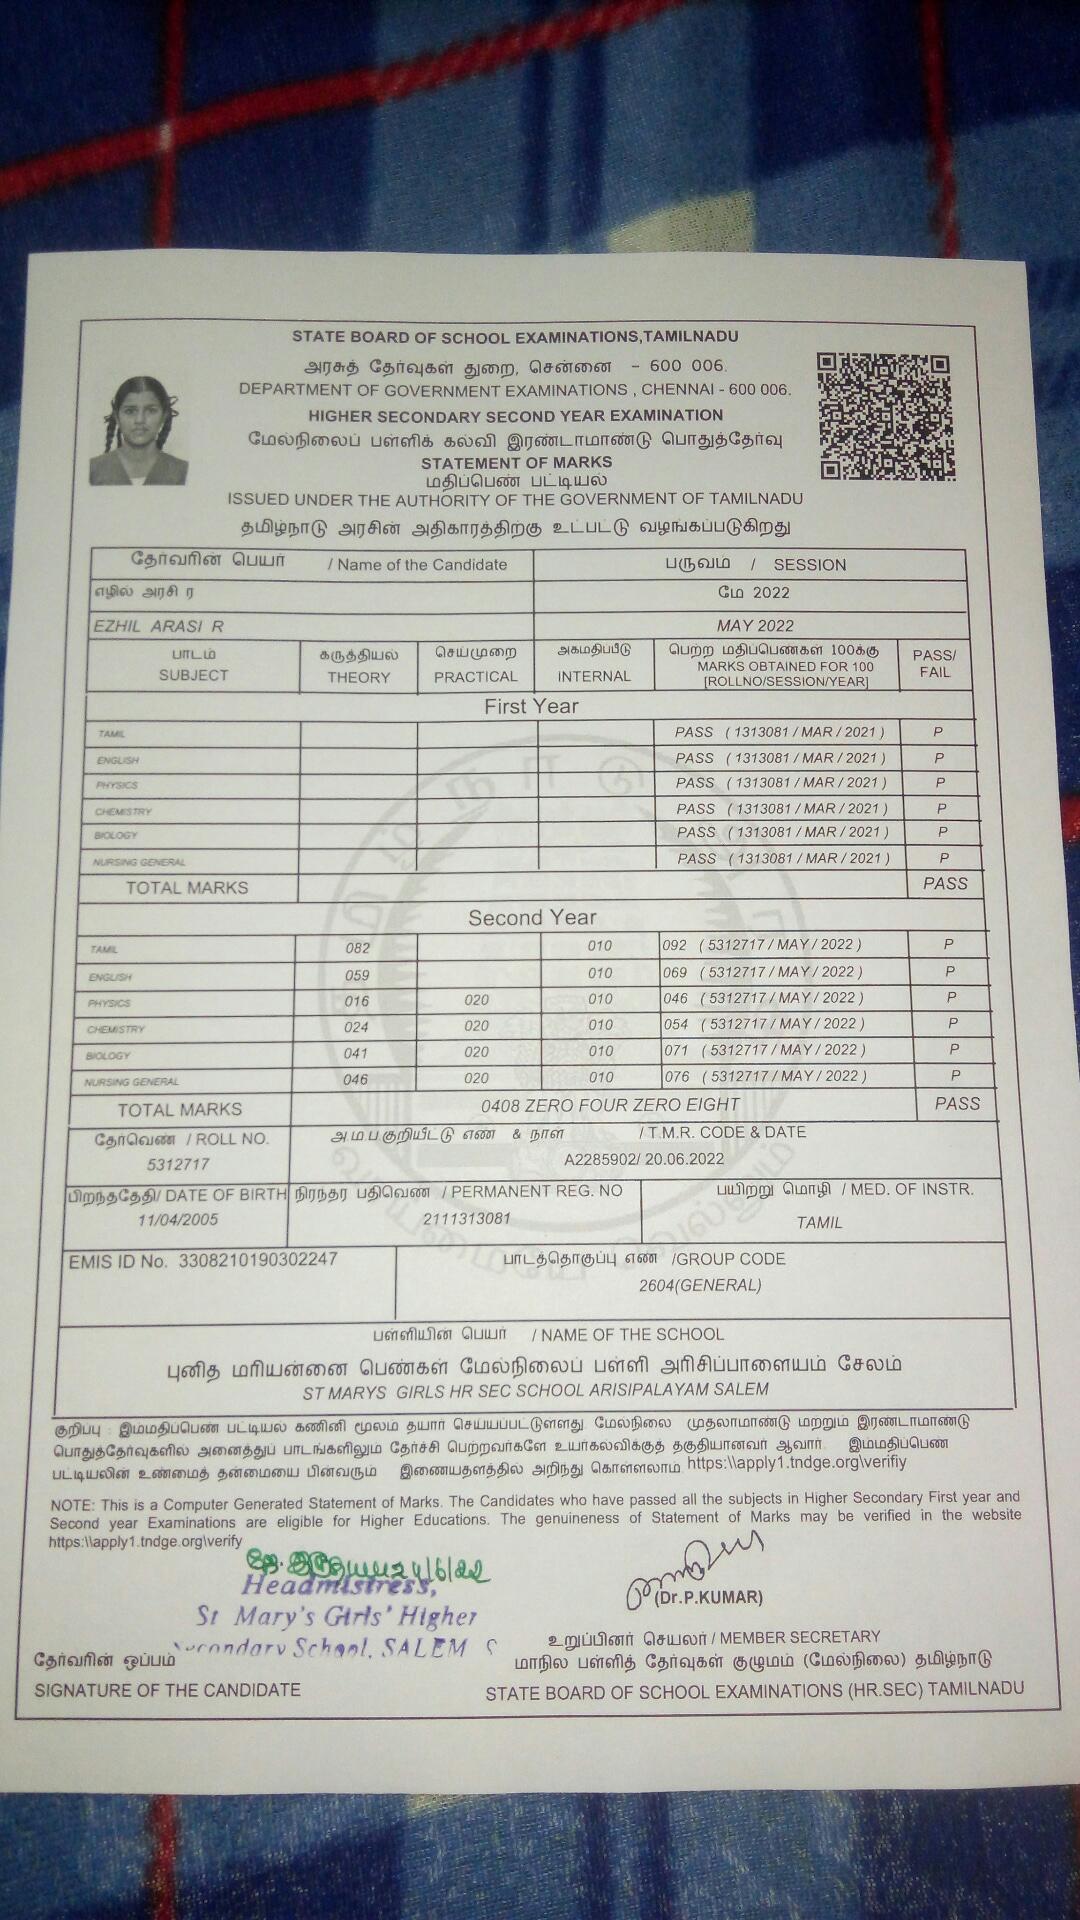 STATE BOARD OF SCHOOL EXAMINATIONS,TAMILNADU
அரசுத் தேர்வுகள் துறை, சென்னை - 600 006.
DEPARTMENT OF GOVERNMENT EXAMINATIONS , CHENNAI - 600 006.
HIGHER SECONDARY SECOND YEAR EXAMINATION
மேல்நிலைப் பள்ளிக் கல்வி இரண்டாமாண்டு பொதுத்தேர்வு
STATEMENT OF MARKS
மதிப்பெண் பட்டியல்
ISSUED UNDER THE AUTHORITY OF THE GOVERNMENT OF TAMILNADU
தமிழ்நாடு அரசின் அதிகாரத்திற்கு உட்பட்டு வழங்கப்படுகிறது
தேர்வரின் பெயர் / Name of the Candidate பருவம் / SESSION
எழில் அரசி ர மே 2022
EZHIL ARASI R MAY 2022
பாடம் கருத்தியல் செய்முறை அகமதிப்பீடு பெற்ற மதிப்பெண்கள் 100க்கு PASS/
SUBJECT THEORY PRACTICAL INTERNAL MARKS OBTAINED FOR 100 FAIL
[ROLLNO/SESSION/YEAR]
First Year
TAMIL PASS ( 1313081 / MAR / 2021 ) P
ENGLISH PASS ( 1313081 / MAR / 2021 ) P
PHYSICS PASS ( 1313081 / MAR / 2021 ) P
CHEMISTRY PASS ( 1313081 / MAR / 2021 ) P
BIOLOGY PASS ( 1313081 / MAR / 2021 ) P
NURSING GENERAL PASS ( 1313081 / MAR / 2021 ) P
TOTAL MARKS PASS
Second Year
TAMIL 082 010 092 ( 5312717 / MAY / 2022 ) P
ENGLISH 059 010 069 ( 5312717 / MAY / 2022 ) P
PHYSICS 016 020 010 046 ( 5312717 / MAY / 2022 ) P
CHEMISTRY 024 020 010 054 ( 5312717 / MAY / 2022 ) P
BIOLOGY 041 020 010 071 ( 5312717 / MAY / 2022 ) P
NURSING GENERAL 046 020 010 076 ( 5312717 / MAY / 2022 ) P
TOTAL MARKS 0408 ZERO FOUR ZERO EIGHT PASS
தேர்வெண் / ROLL NO. அ.ம.ப.குறியீட்டு எண் & நாள் / T.M.R. CODE & DATE
5312717 A2285902/ 20.06.2022
பிறந்ததேதி/ DATE OF BIRTH நிரந்தர பதிவெண் / PERMANENT REG. NO பயிற்று மொழி / MED. OF INSTR.
11/04/2005 2111313081 TAMIL
EMIS ID No. 3308210190302247 பாடத்தொகுப்பு எண் /GROUP CODE
2604(GENERAL)
பள்ளியின் பெயர் / NAME OF THE SCHOOL
புனித மரியன்னை பெண்கள் மேல்நிலைப் பள்ளி அரிசிப்பாளையம் சேலம்
ST MARYS GIRLS HR SEC SCHOOL ARISIPALAYAM SALEM
குறிப்பு : இம்மதிப்பெண் பட்டியல் கணினி மூலம் தயார் செய்யப்பட்டுள்ளது மேல்நிலை முதலாமாண்டு மற்றும் இரண்டாமாண்டு
பொதுத்தேர்வுகளில் அனைத்துப் பாடங்களிலும் தேர்ச்சி பெற்றவர்களே உயர்கல்விக்குத் தகுதியானவர் ஆவார். இம்மதிப்பெண்
பட்டியலின் உண்மைத் தன்மையை பின்வரும் இணையதளத்தில் அறிந்து கொள்ளலாம். https:\\apply1.tndge.org\verifiy
NOTE: This is a Computer Generated Statement of Marks. The Candidates who have passed all the subjects in Higher Secondary First year and
Second year Examinations are eligible for Higher Educations. The genuineness of Statement of Marks may be verified in the website
https:\\apply1.tndge.org\verify
24/6/22
Headmistress,
St Mary's Girls' Higher
Secondary School, SALEM
(Dr.P.KUMAR)
உறுப்பினர் செயலர் / MEMBER SECRETARY
தேர்வரின் ஒப்பம் மாநில பள்ளித் தேர்வுகள் குழுமம் (மேல்நிலை) தமிழ்நாடு
SIGNATURE OF THE CANDIDATE STATE BOARD OF SCHOOL EXAMINATIONS (HR.SEC) TAMILNADU